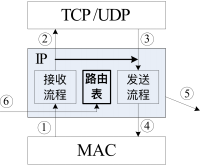 TCP/UDP
② ③
IP
接收 路由 发送
流程 表 流程
⑥ ⑤
① ④
MAC